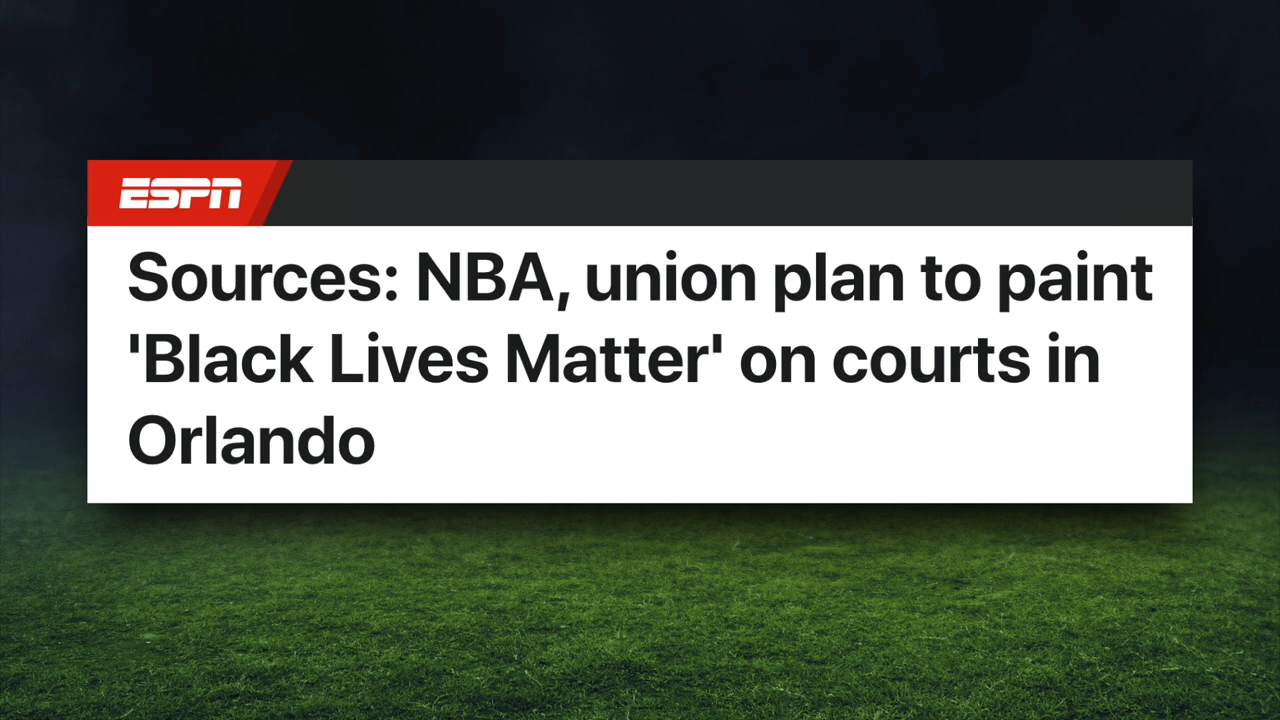 ESPN
Sources: NBA, union plan to paint
'Black Lives Matter' on courts in
Orlando